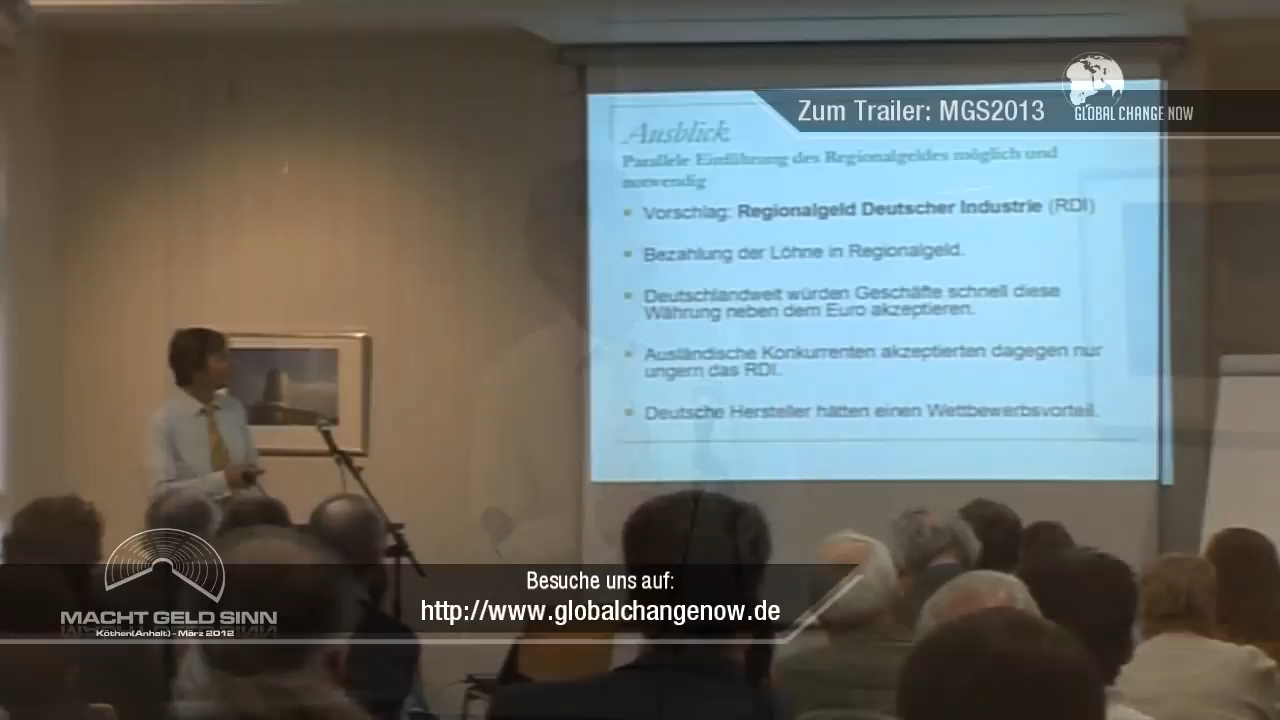 Zum Trailer: MGS2013
GLOBAL CHANGE NOW
Ausblick
Parallele Einführung des Regionalgeldes möglich und
notwendig
Vorschlag: Regionalgeld Deutscher Industrie (RDI)
Bezahlung der Löhne in Regionalgeld.
Deutschlandweit würden Geschäfte schnell diese
Währung neben dem Euro akzeptieren.
Ausländische Konkurrenten akzeptierten dagegen nur
ungern das RDI.
Deutsche Hersteller hätten einen Wettbewerbsvorteil.
Besuche uns auf:
http://www.globalchangenow.de
MACHT GELD SINN
Köthen(Anhalt) - März 2012